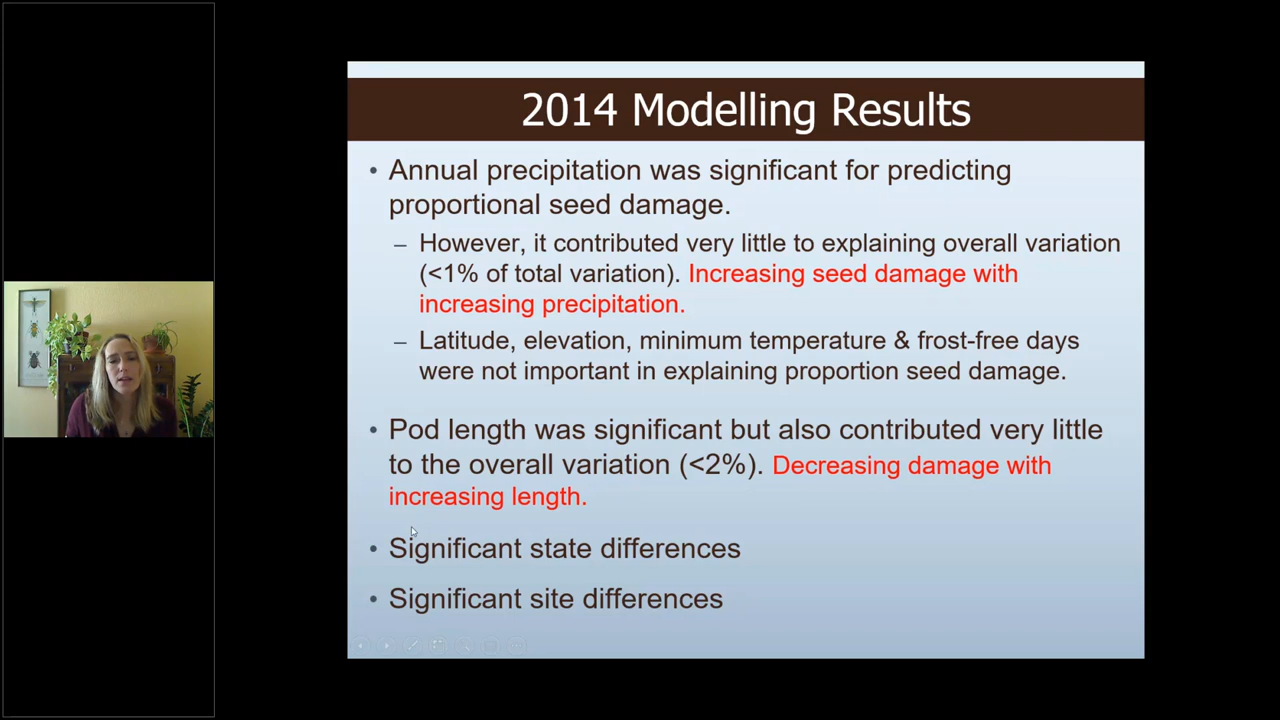 2014 Modelling Results
• Annual precipitation was significant for predicting
proportional seed damage.
– However, it contributed very little to explaining overall variation
(<1% of total variation). Increasing seed damage with
increasing precipitation.
– Latitude, elevation, minimum temperature & frost-free days
were not important in explaining proportion seed damage.
• Pod length was significant but also contributed very little
to the overall variation (<2%). Decreasing damage with
increasing length.
• Significant state differences
• Significant site differences